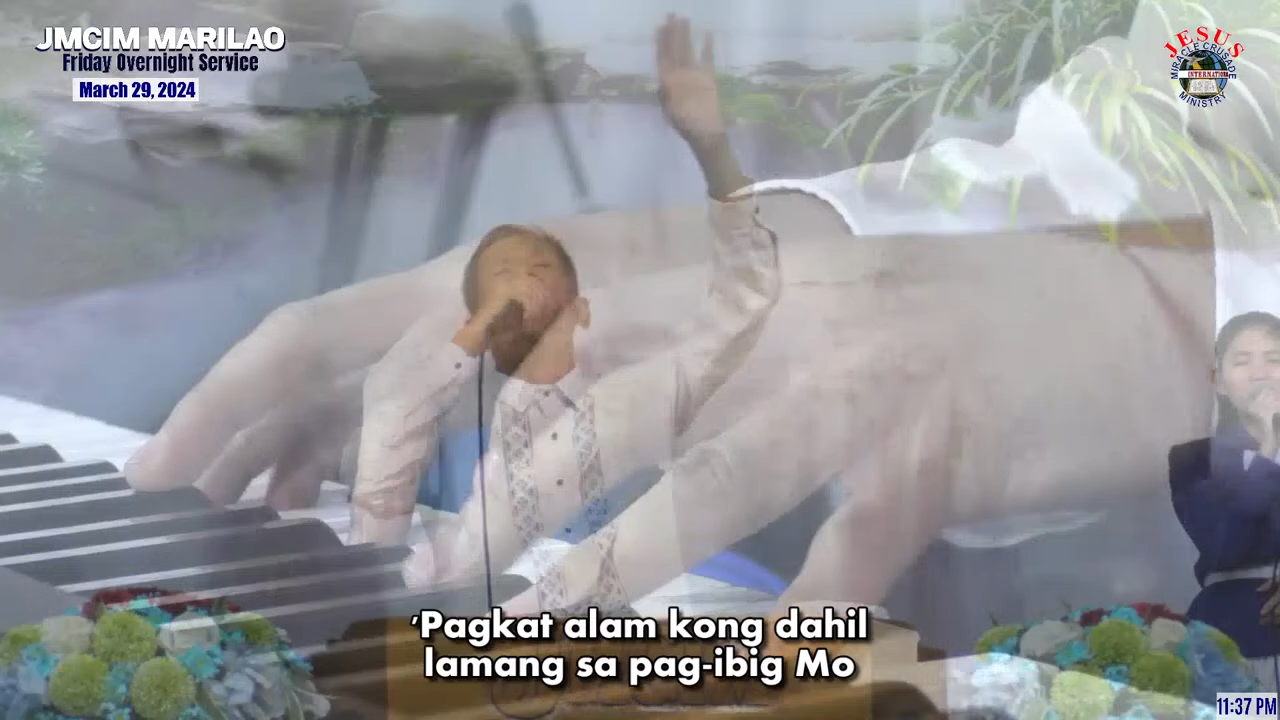 JMCIM MARILAO
Friday Overnight Service
March 29, 2024
JESUS
MIRACLE CRUSADE
INTERNATIONAL
MINISTRY
'Pagkat alam kong dahil
lamang sa pag-ibig Mo
11:37 PM